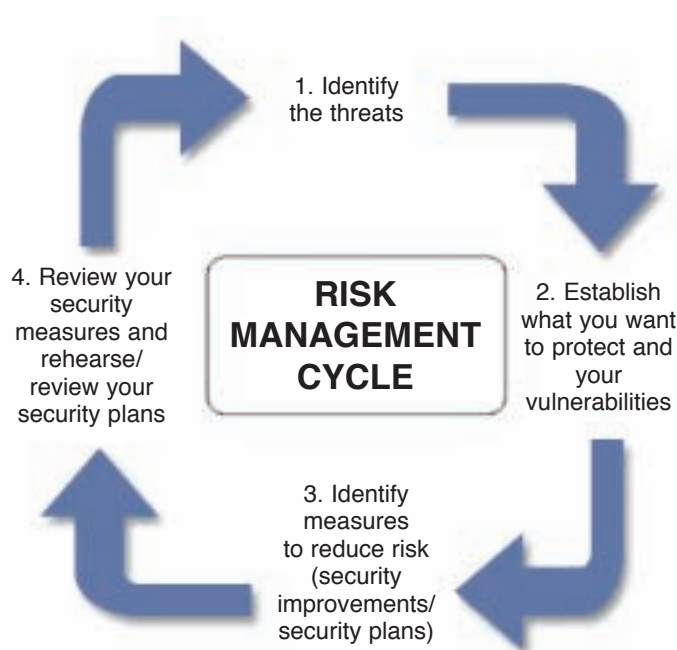 1. Identify
the threats
2. Establish
what you want
to protect and
your
vulnerabilities
3. Identify
measures
to reduce risk
(security
improvements/
security plans)
4. Review your
security
measures and
rehearse/
review your
security plans
RISK
MANAGEMENT
CYCLE